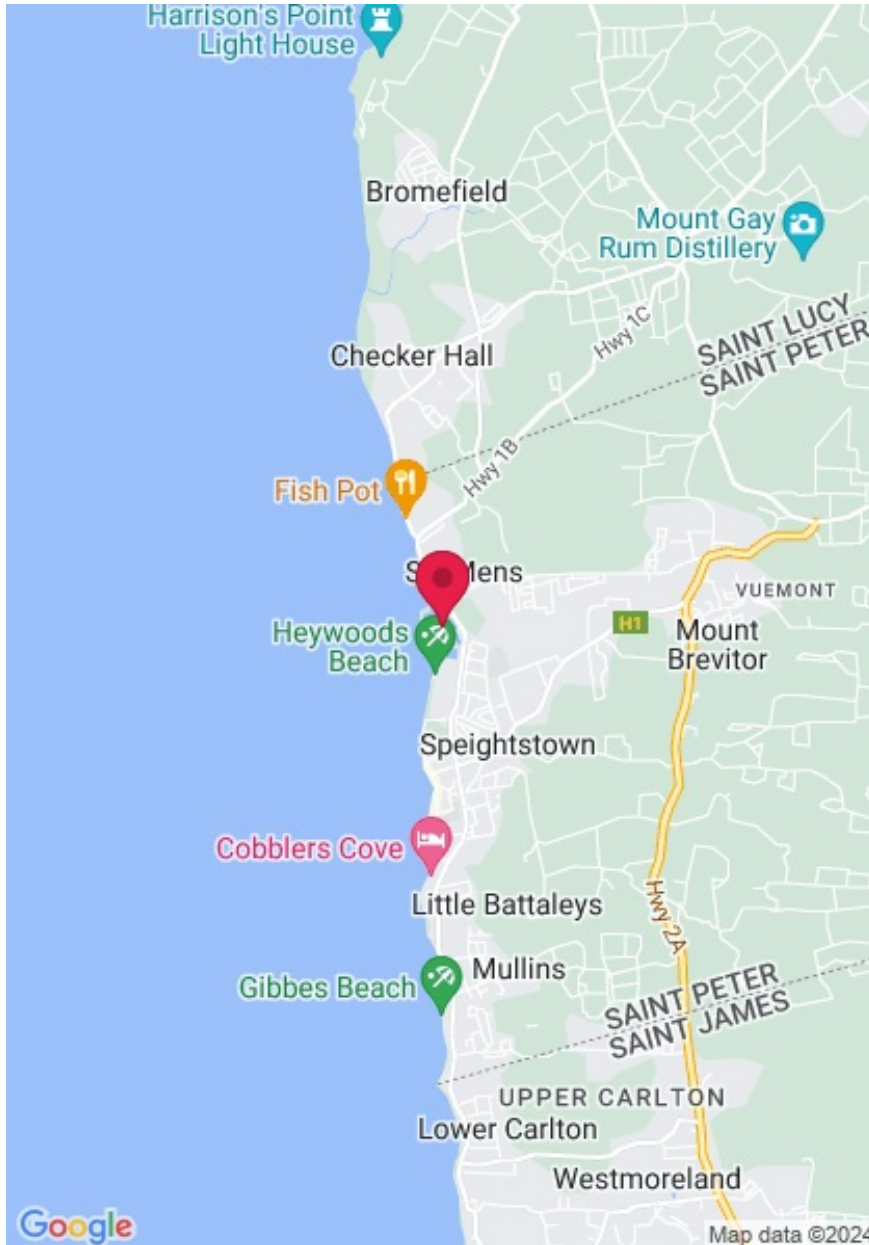 Harrison's Point
Light House
Bromefield
Mount Gay
Rum Distillery
Hwy 1C
SAINT LUCY
SAINT PETER
Checker Hall
Hwy 1B
Fish Pot
Mens
VUEMONT
Heywoods
Beach
H1
Mount
Brevitor
Speightstown
Cobblers Cove
Hwy 2A
Little Battaleys
Mullins
Gibbes Beach
SAINT PETER
SAINT JAMES
UPPER CARLTON
Lower Carlton
Westmoreland
Google
Map data ©2024